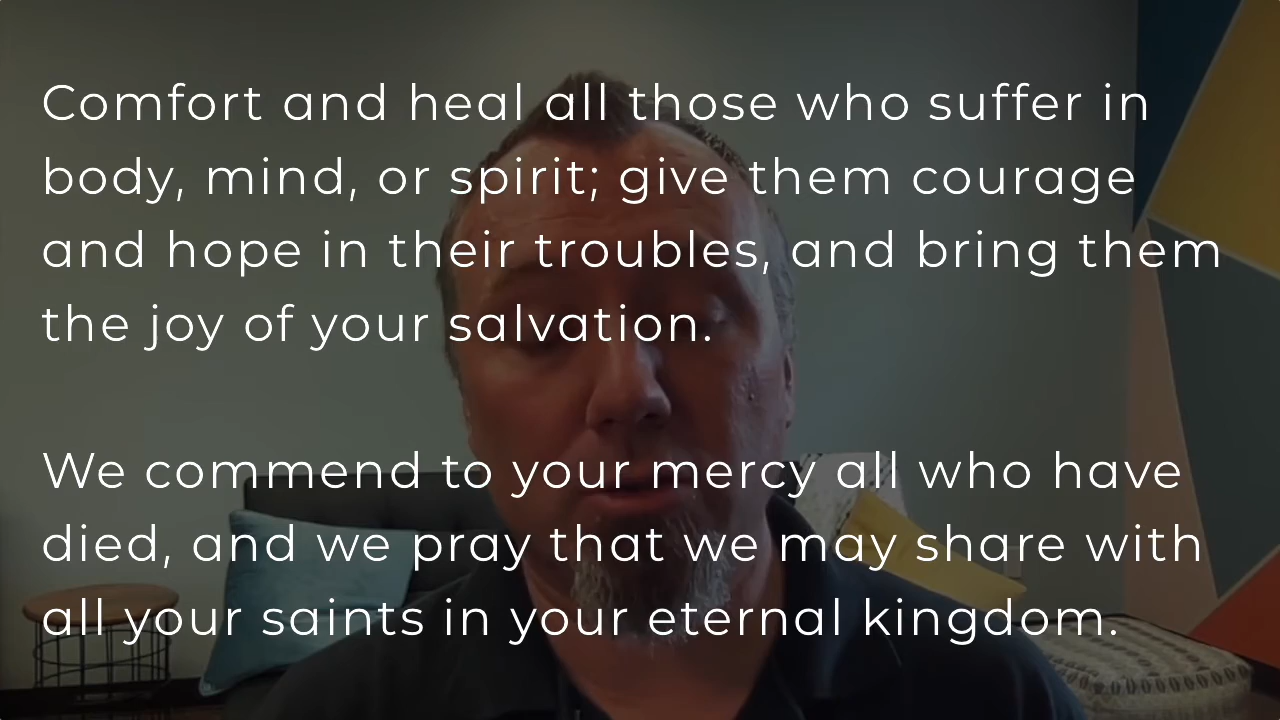 Comfort and heal all those who suffer in
body, mind, or spirit; give them courage
and hope in their troubles, and bring them
the joy of your salvation.
We commend to your mercy all who have
died, and we pray that we may share with
all your saints in your eternal kingdom.